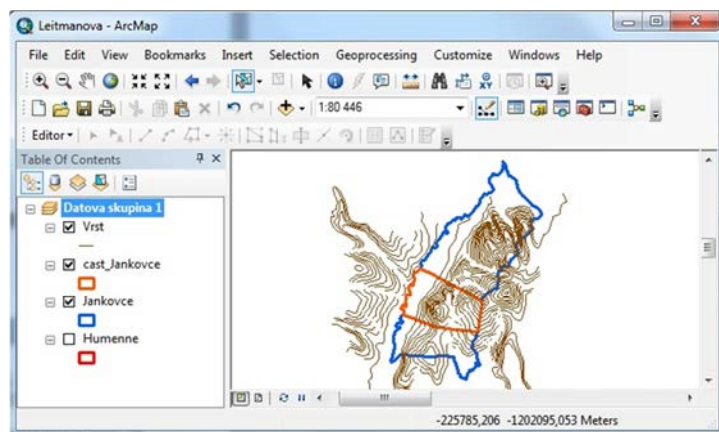 Leitmanova - ArcMap
File Edit View Bookmarks Insert Selection Geoprocessing Customize Windows Help
1:80 446
Editor
Table Of Contents
Datova skupina 1
Vrst
cast_Jankovce
Jankovce
Humenne
-225785,206 -1202095,053 Meters